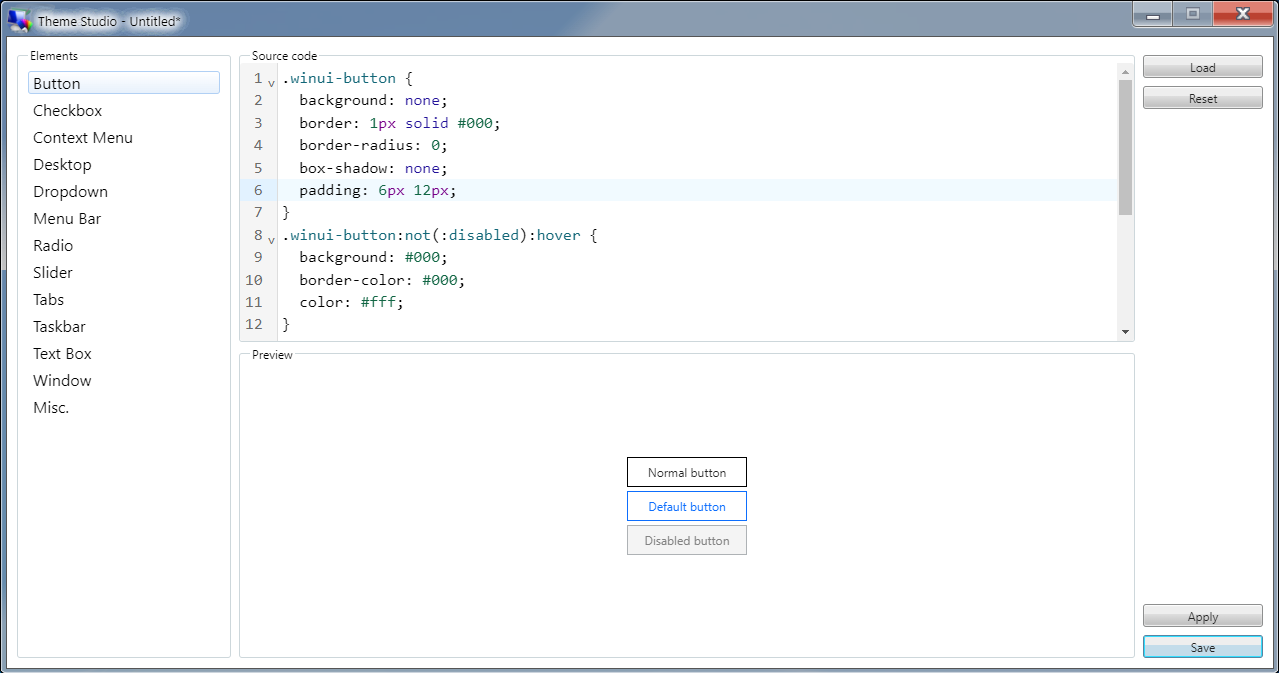 Theme Studio - Untitled*
Elements
Button
Checkbox
Context Menu
Desktop
Dropdown
Menu Bar
Radio
Slider
Tabs
Taskbar
Text Box
Window
Misc.
Source code
1 .winui-button {
2 background: none;
3 border: 1px solid #000;
4 border-radius: 0;
5 box-shadow: none;
6 padding: 6px 12px;
7 }
8 .winui-button:not(:disabled):hover {
9 background: #000;
10 border-color: #000;
11 color: #fff;
12 }
Preview
Normal button
Default button
Disabled button
Load
Reset
Apply
Save